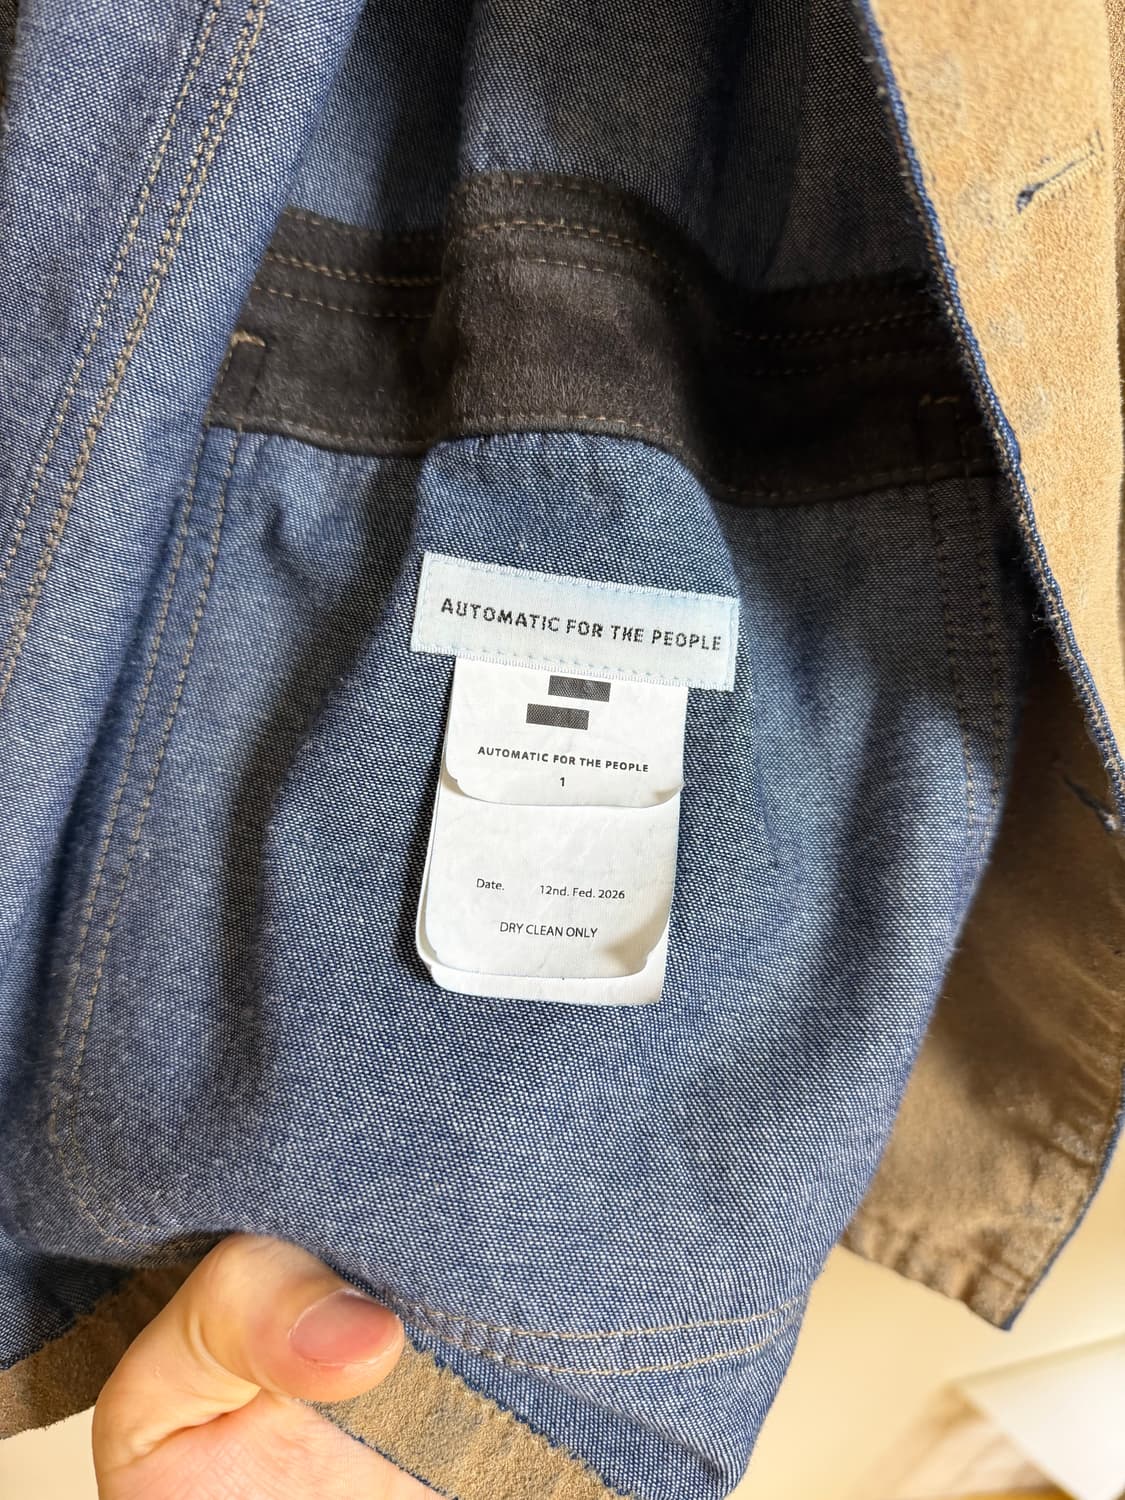 AUTOMATIC FOR THE PEOPLE
AUTOMATIC FOR THE PEOPLE
1
Date. 12nd. Fed. 2026
DRY CLEAN ONLY